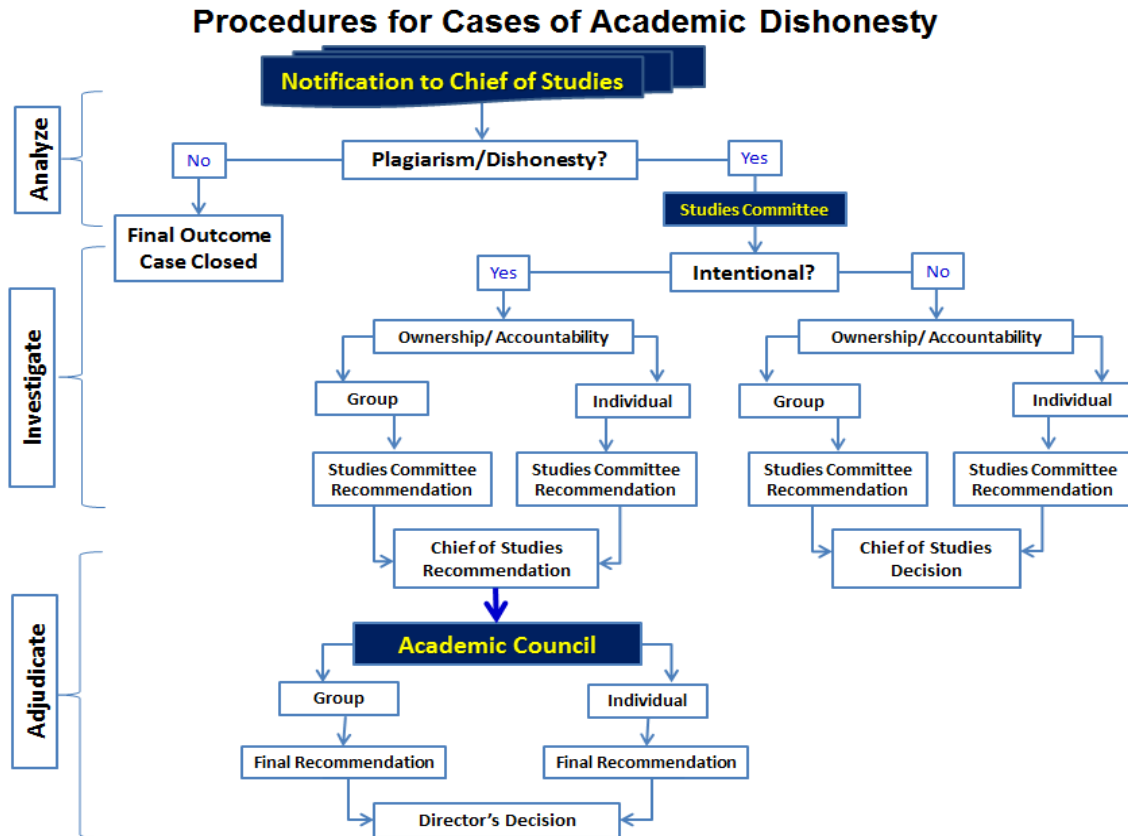 Procedures for Cases of Academic Dishonesty
Notification to Chief of Studies
Analyze
No
Plagiarism/Dishonesty?
Yes
Studies Committee
Final Outcome
Case Closed
Yes
Intentional?
No
Investigate
Ownership/ Accountability
Ownership/ Accountability
Group
Individual
Group
Individual
Studies Committee
Recommendation
Studies Committee
Recommendation
Studies Committee
Recommendation
Studies Committee
Recommendation
Chief of Studies
Recommendation
Chief of Studies
Decision
Adjudicate
Academic Council
Group
Individual
Final Recommendation
Final Recommendation
Director's Decision